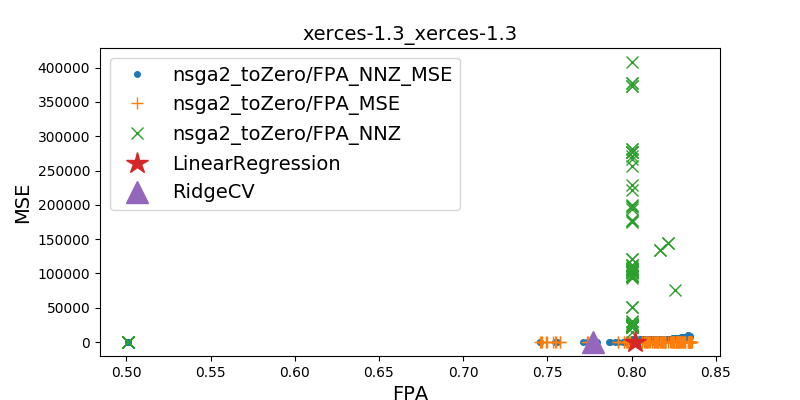 xerces-1.3_xerces-1.3
400000
350000
300000
250000
200000
150000
100000
50000
0
MSE
nsga2_toZero/FPA_NNZ_MSE
nsga2_toZero/FPA_MSE
nsga2_toZero/FPA_NNZ
LinearRegression
RidgeCV
0.50 0.55 0.60 0.65 0.70 0.75 0.80 0.85
FPA